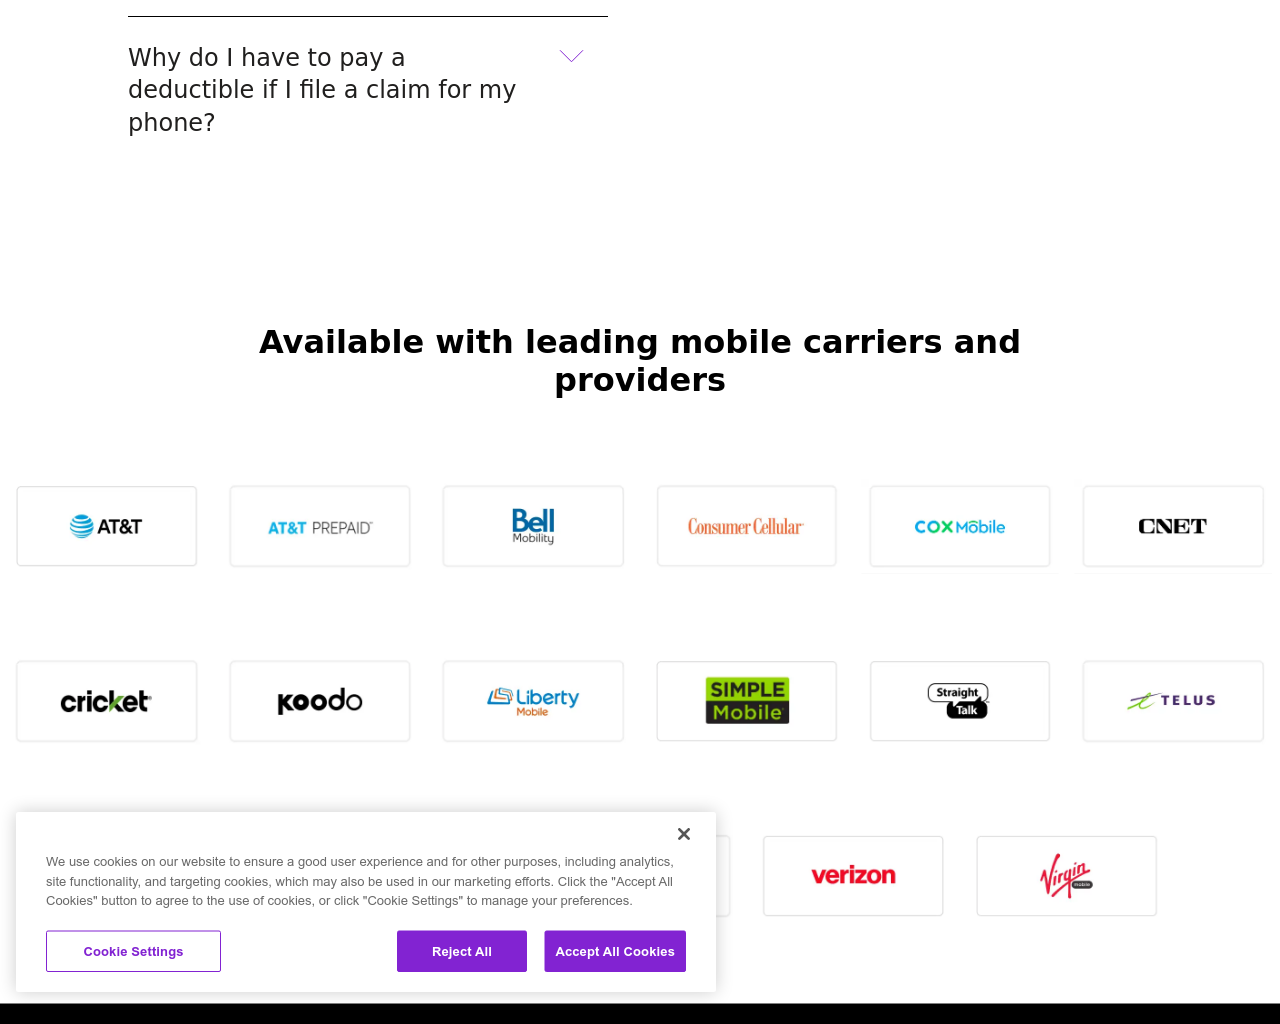 Why do I have to pay a
deductible if I file a claim for my
phone?
Available with leading mobile carriers and
providers
AT&T
AT&T PREPAID
Bell
Mobility
Consumer Cellular
COX Mobile
CNET
cricket
koodo
Liberty
Mobile
SIMPLE
Mobile
Straight
Talk
TELUS
verizon
Virgin
mobile
We use cookies on our website to ensure a good user experience and for other purposes, including analytics,
site functionality, and targeting cookies, which may also be used in our marketing efforts. Click the "Accept All
Cookies" button to agree to the use of cookies, or click "Cookie Settings" to manage your preferences.
Cookie Settings
Reject All
Accept All Cookies